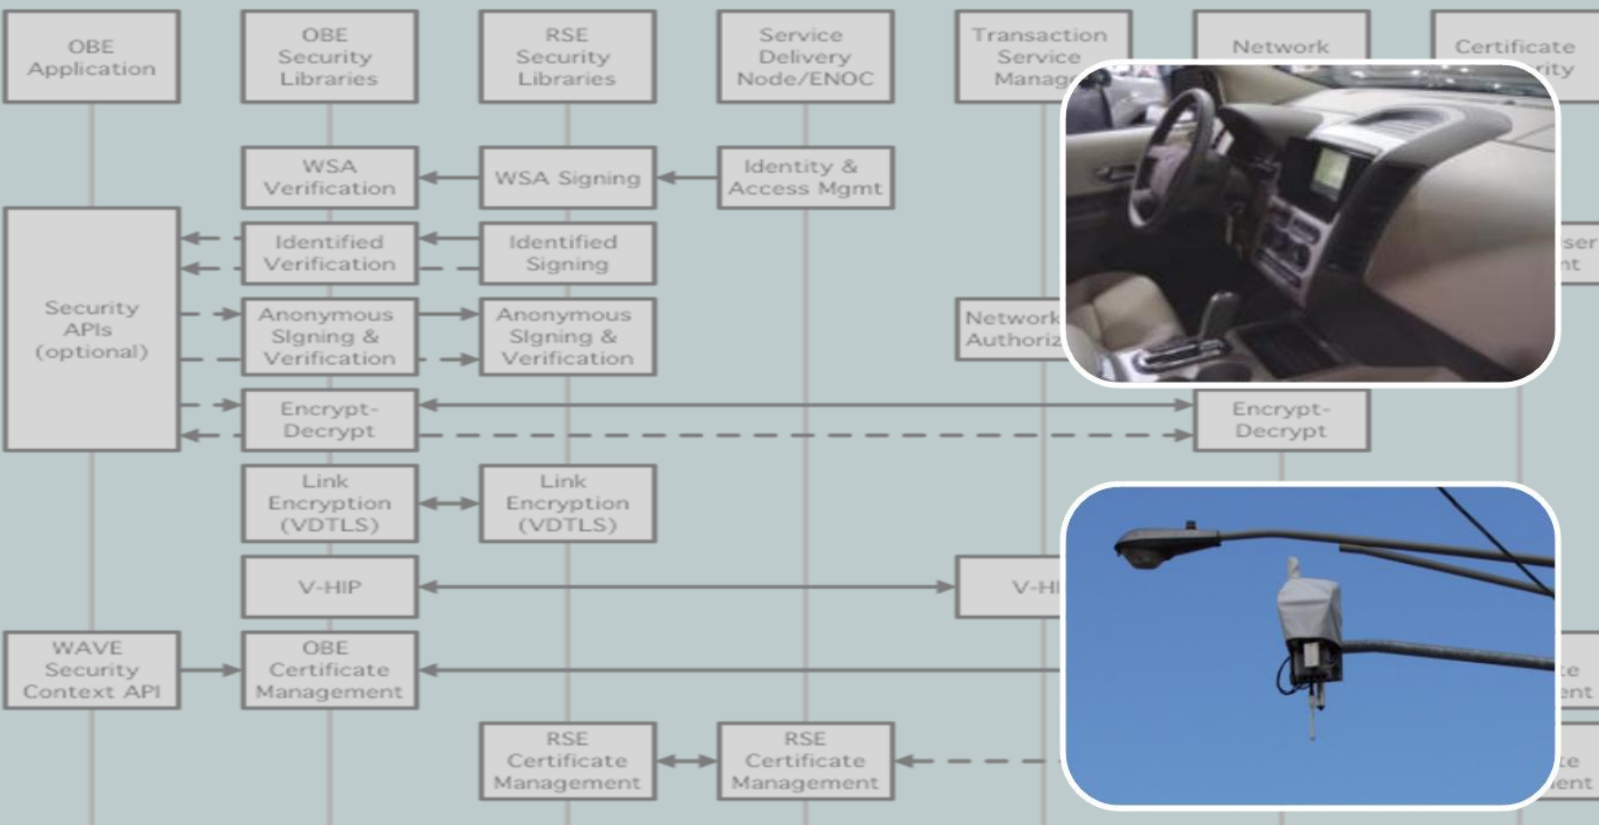 OBE
Application
OBE
Security
Libraries
RSE
Security
Libraries
Service
Delivery
Node/ENOC
Transaction
Service
Network
Certificate
WSA
Verification
WSA Signing
Identity &
Access Mgmt
Identified
Verification
Identified
Signing
Security
APIs
(optional)
Anonymous
SIgning &
Verification
Anonymous
SIgning &
Verification
Network
Encrypt-
Decrypt
Encrypt-
Decrypt
Link
Encryption
(VDTLS)
Link
Encryption
(VDTLS)
V-HIP
WAVE
Security
Context API
OBE
Certificate
Management
RSE
Certificate
Management
RSE
Certificate
Management